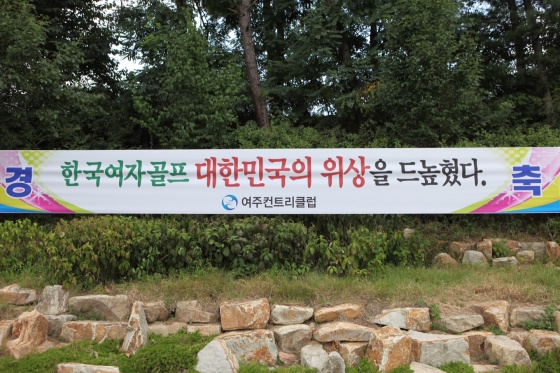 경 한국여자골프 대한민국의 위상을 드높혔다. 축
여주컨트리클럽